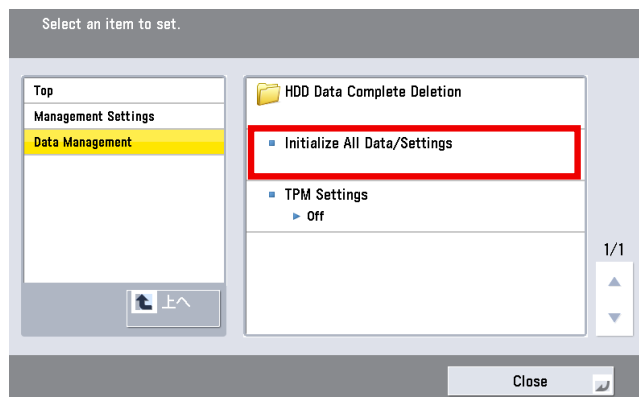 Select an item to set.
Top
Management Settings
Data Management
上へ
HDD Data Complete Deletion
Initialize All Data/Settings
TPM Settings
Off
1/1
Close